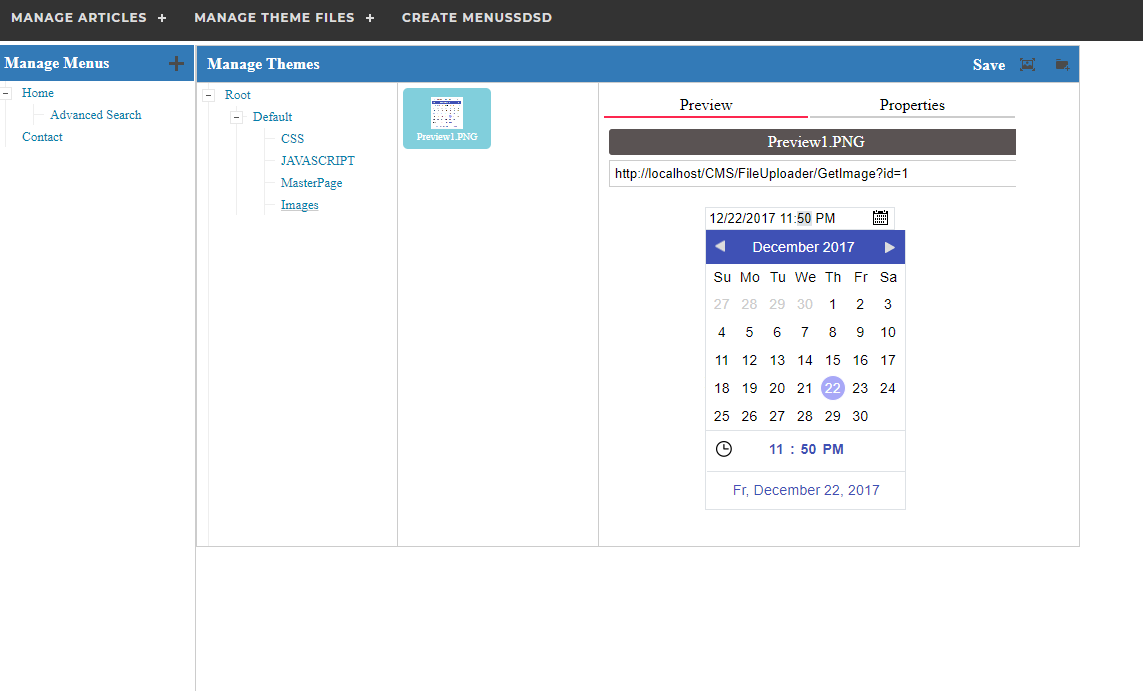 MANAGE ARTICLES + MANAGE THEME FILES + CREATE MENUSSDSD
Manage Menus
Home
Advanced Search
Contact
Manage Themes Save
Root
Default
CSS
JAVASCRIPT
MasterPage
Images
Preview1.PNG
Preview Properties
Preview1.PNG
http://localhost/CMS/FileUploader/GetImage?id=1
12/22/2017 11:50 PM
December 2017
Su Mo Tu We Th Fr Sa
27 28 29 30 1 2 3
4 5 6 7 8 9 10
11 12 13 14 15 16 17
18 19 20 21 22 23 24
25 26 27 28 29 30
11 : 50 PM
Fr, December 22, 2017